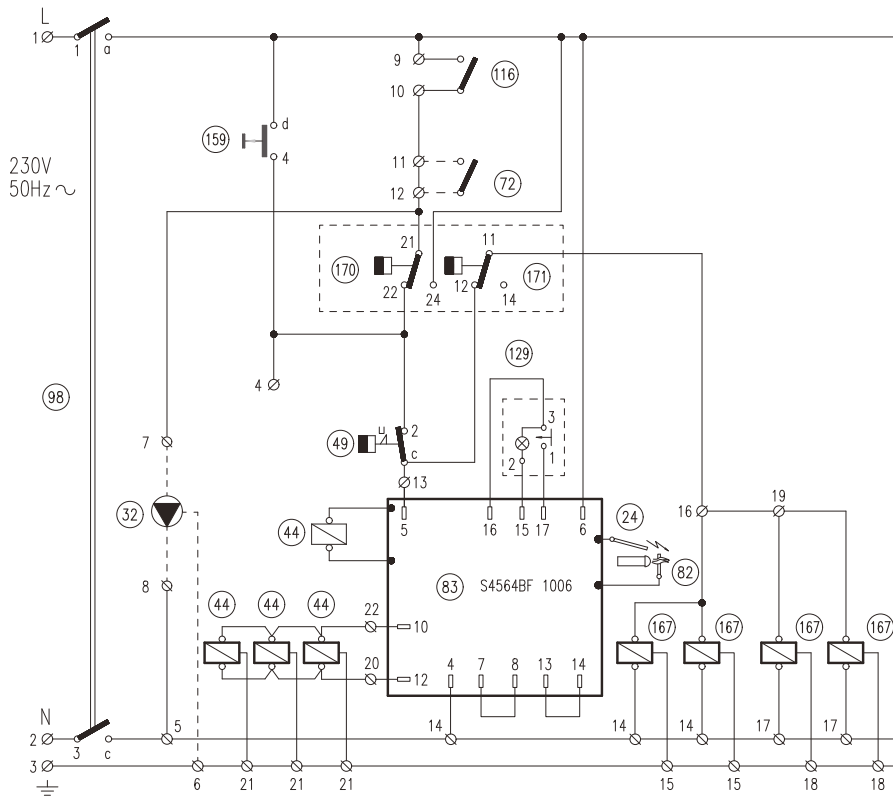 L
1
1 a
9
116
10
d
159
4
11
230V
50Hz
72
12
21 11
170 171
22 24 12 14
129
4
98
3
2
49 u
c
2 1
7
13
19
16
32
5 16 15 17 6
24
44
82
8
83 S4564BF 1006
44 44 44
22
10
167 167 167 167
20
12
4 7 8 13 14
N
2
3 c 5
14 14 14 17 17
3
6 21 21 21 15 15 18 18